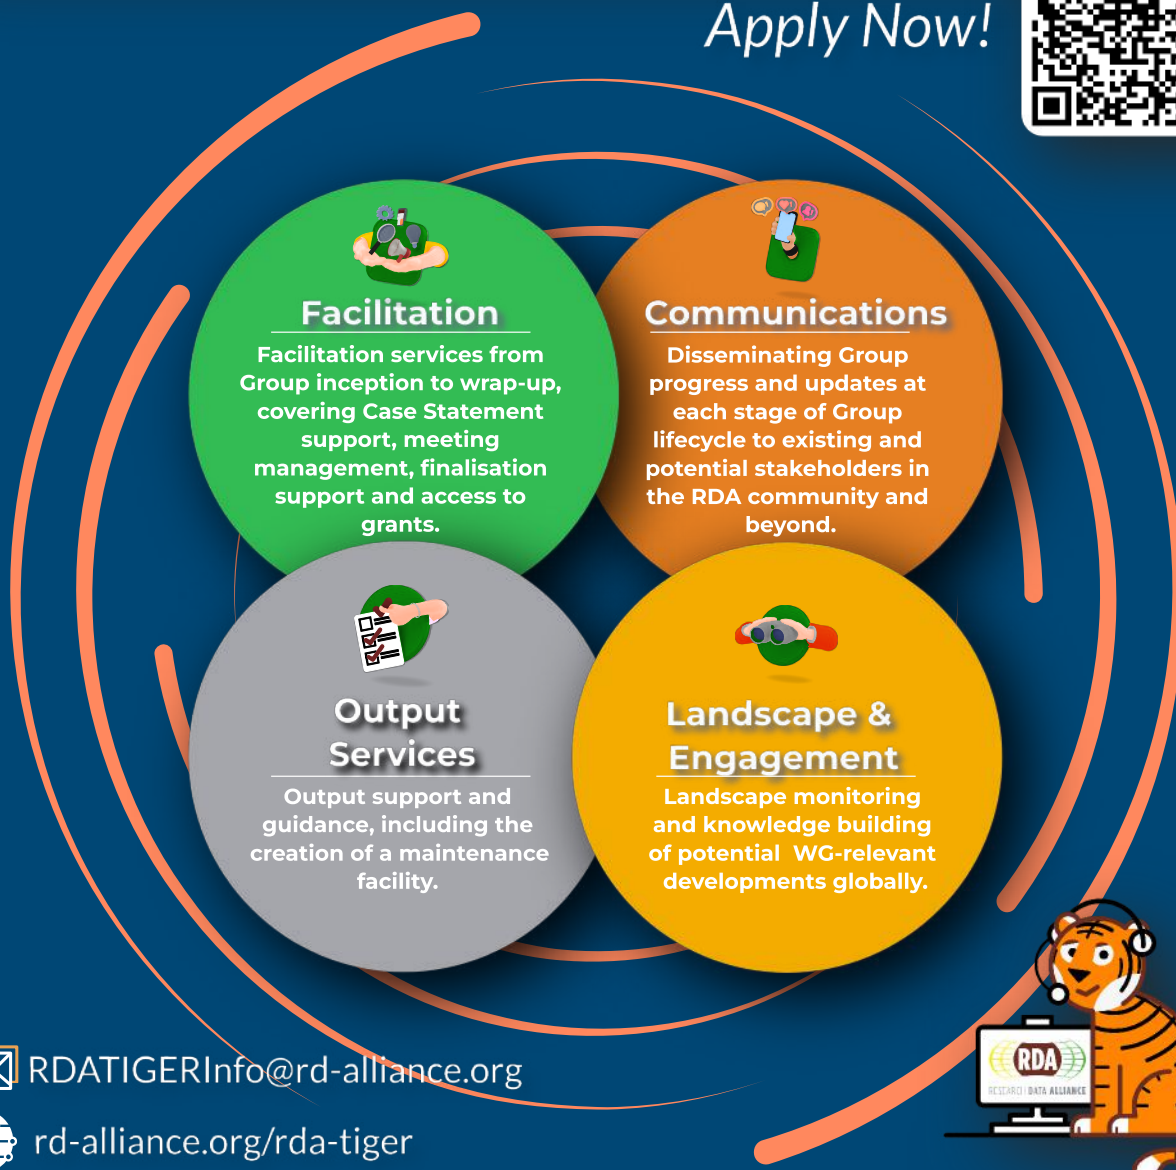 Apply Now!
Facilitation
Facilitation services from
Group inception to wrap-up,
covering Case Statement
support, meeting
management, finalisation
support and access to
grants.
Communications
Disseminating Group
progress and updates at
each stage of Group
lifecycle to existing and
potential stakeholders in
the RDA community and
beyond.
Output
Services
Output support and
guidance, including the
creation of a maintenance
facility.
Landscape &
Engagement
Landscape monitoring
and knowledge building
of potential  WG-relevant
developments globally.
RDATIGERInfo@rd-alliance.org
rd-alliance.org/rda-tiger
RDA
RESEARCH DATA ALLIANCE